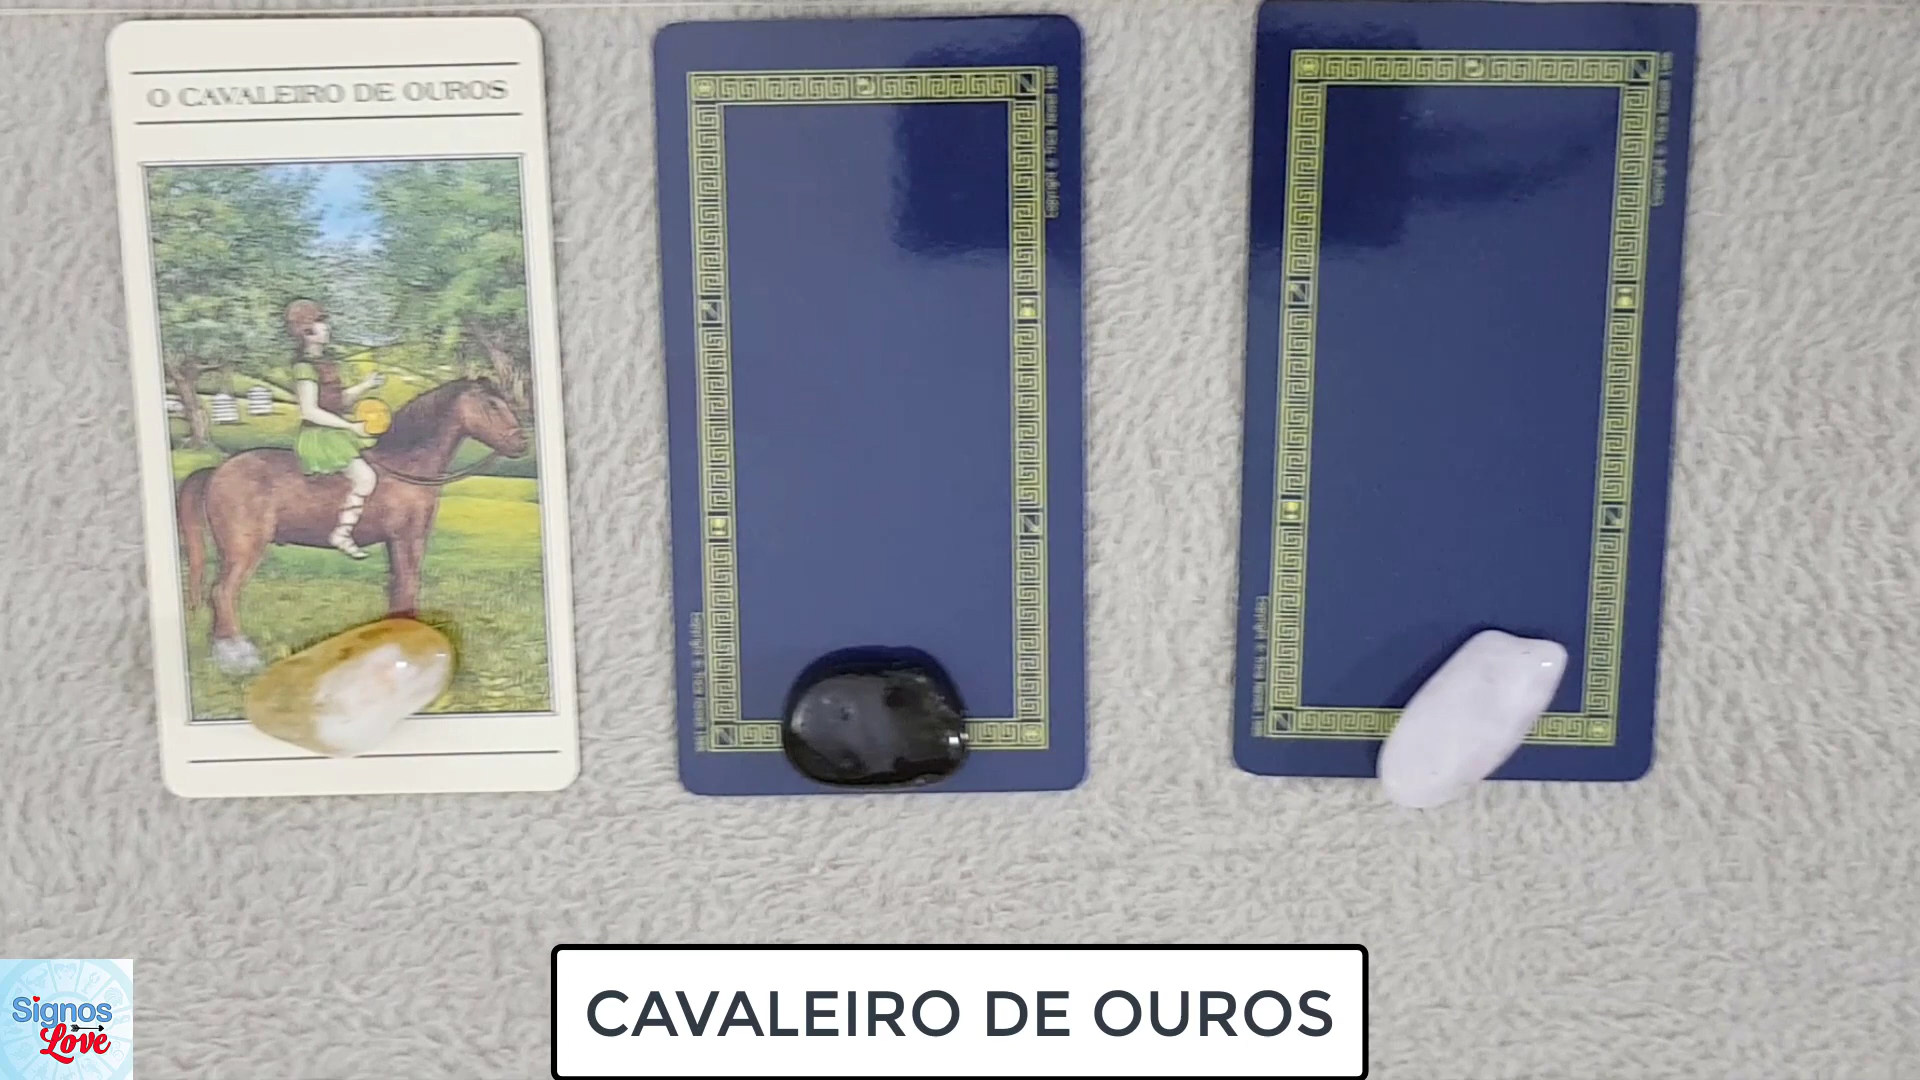 O CAVALEIRO DE OUROS
CAVALEIRO DE OUROS
Signos
Love